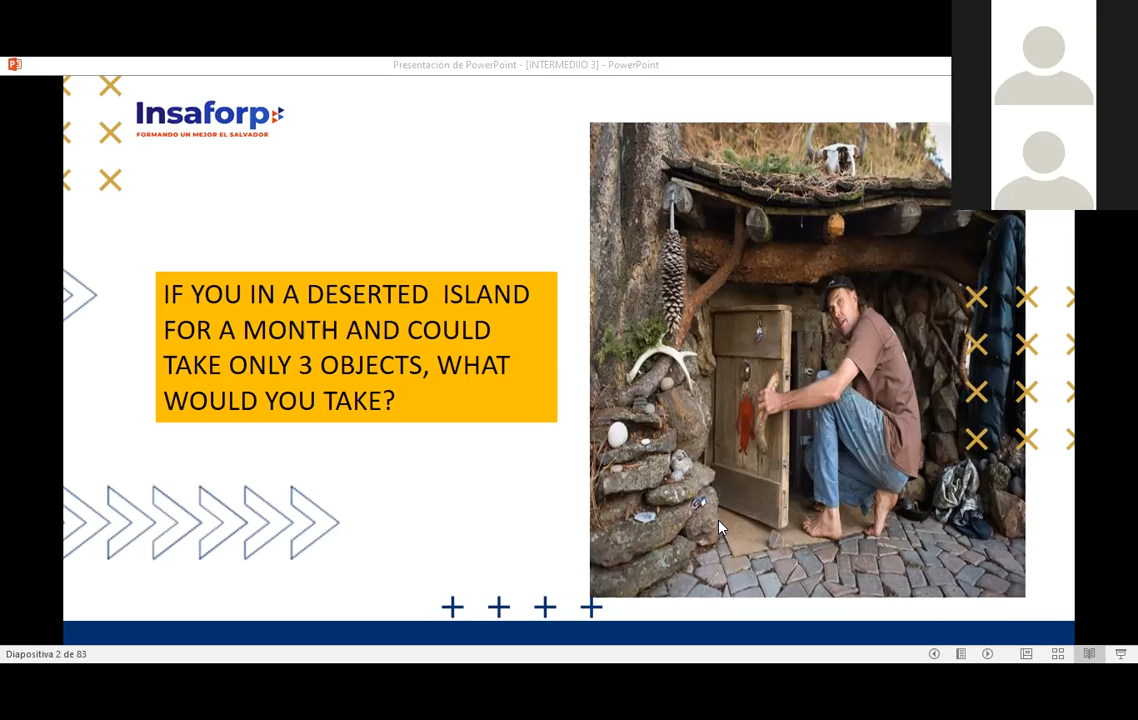 Presentación de PowerPoint - [INTERMEDIIO 3] - PowerPoint
Insaforp
FORMANDO UN MEJOR EL SALVADOR
IF YOU IN A DESERTED  ISLAND
FOR A MONTH AND COULD
TAKE ONLY 3 OBJECTS, WHAT
WOULD YOU TAKE?
Diapositiva 2 de 83